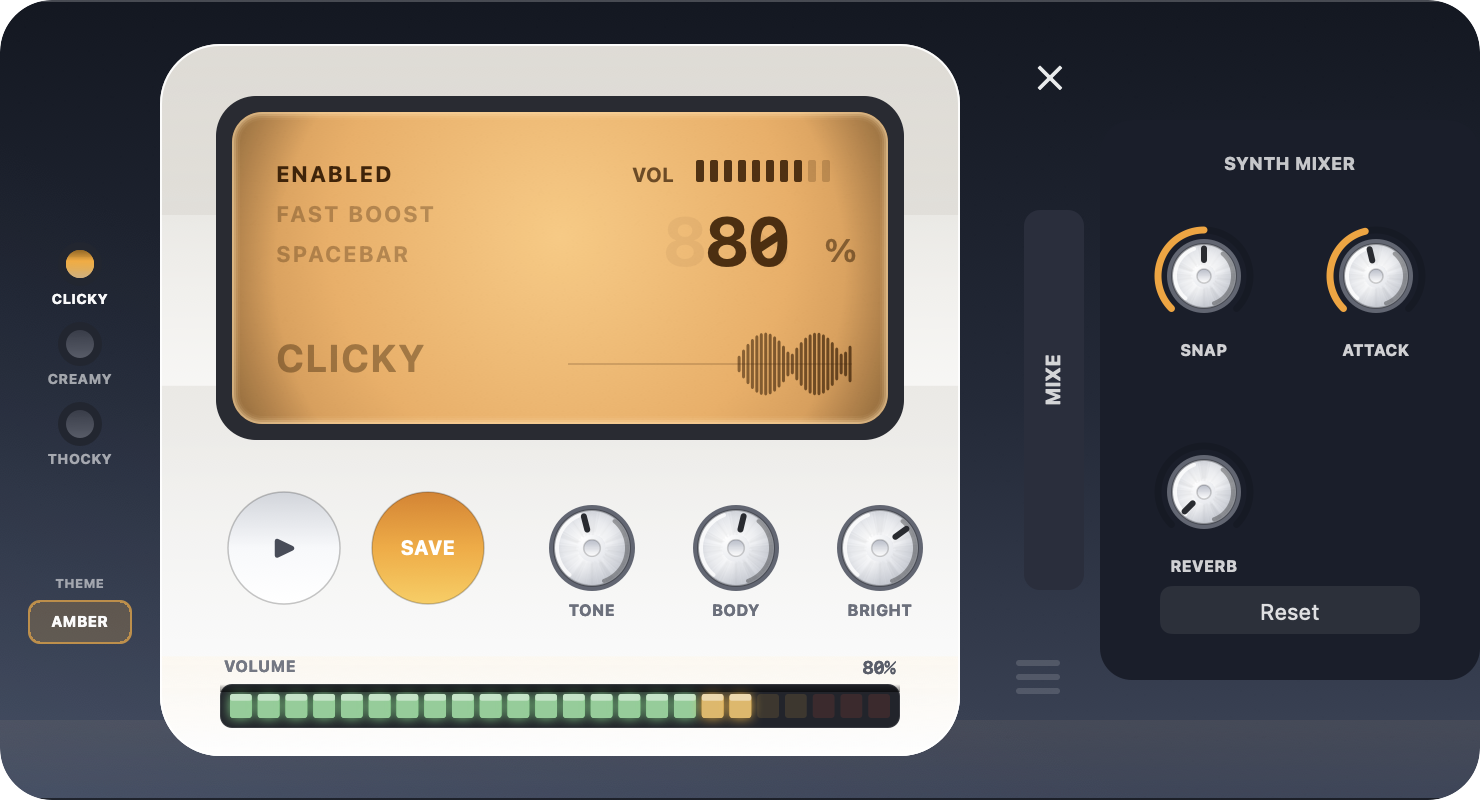 CLICKY
CREAMY
THOCKY
THEME
AMBER
ENABLED
FAST BOOST
SPACEBAR
VOL
80 %
CLICKY
SAVE
TONE
BODY
BRIGHT
VOLUME
80%
MIXE
SYNTH MIXER
SNAP
ATTACK
REVERB
Reset